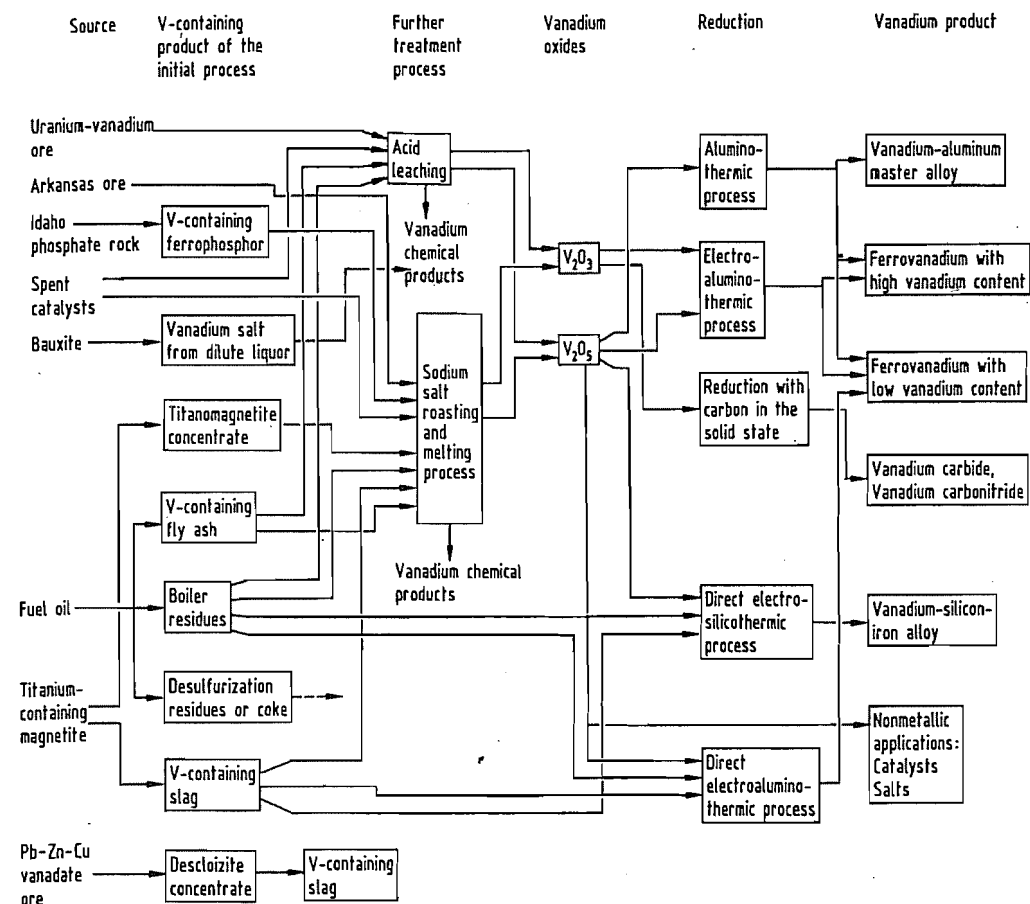 Source
V-containing
product of the
initial process
Further
treatment
process
Vanadium
oxides
Reduction
Vanadium product
Uranium-vanadium
ore
Arkansas ore
Idaho
phosphate rock
Spent
catalysts
Bauxite
Fuel oil
Titanium-
containing
magnetite
Pb-Zn-Cu
vanadate
ore
V-containing
ferrophosphor
Vanadium salt
from dilute liquor
Titanomagnetite
concentrate
V-containing
fly ash
Boiler
residues
Desulfurization
residues or coke
V-containing
slag
Descloizite
concentrate
V-containing
slag
Acid
leaching
Vanadium
chemical
products
Sodium
salt
roasting
and
melting
process
Vanadium chemical
products
V₂O₃
V₂O₅
Alumino-
thermic
process
Electro-
alumino-
thermic
process
Reduction with
carbon in the
solid state
Direct electro-
silicothermic
process
Direct
electroalumino-
thermic process
Vanadium-aluminum
master alloy
Ferrovanadium with
high vanadium content
Ferrovanadium with
low vanadium content
Vanadium carbide,
Vanadium carbonitride
Vanadium-silicon-
iron alloy
Nonmetallic
applications:
Catalysts
Salts